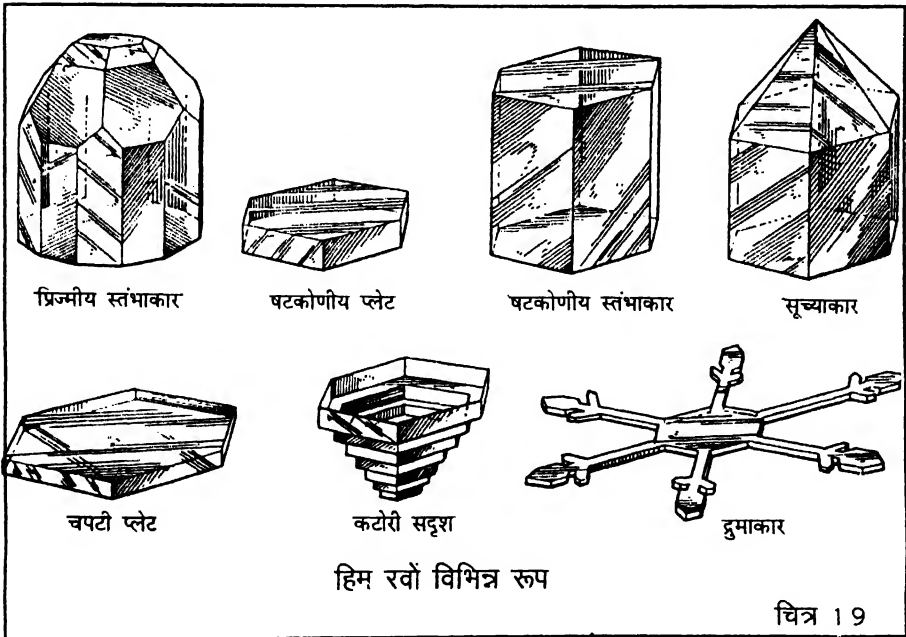 प्रिज्मीय स्तंभाकार
षटकोणीय प्लेट
षटकोणीय स्तंभाकार
सूच्याकार
चपटी प्लेट
कटोरी सदृश
द्रुमाकार
हिम रवों विभिन्न रूप
चित्र 19